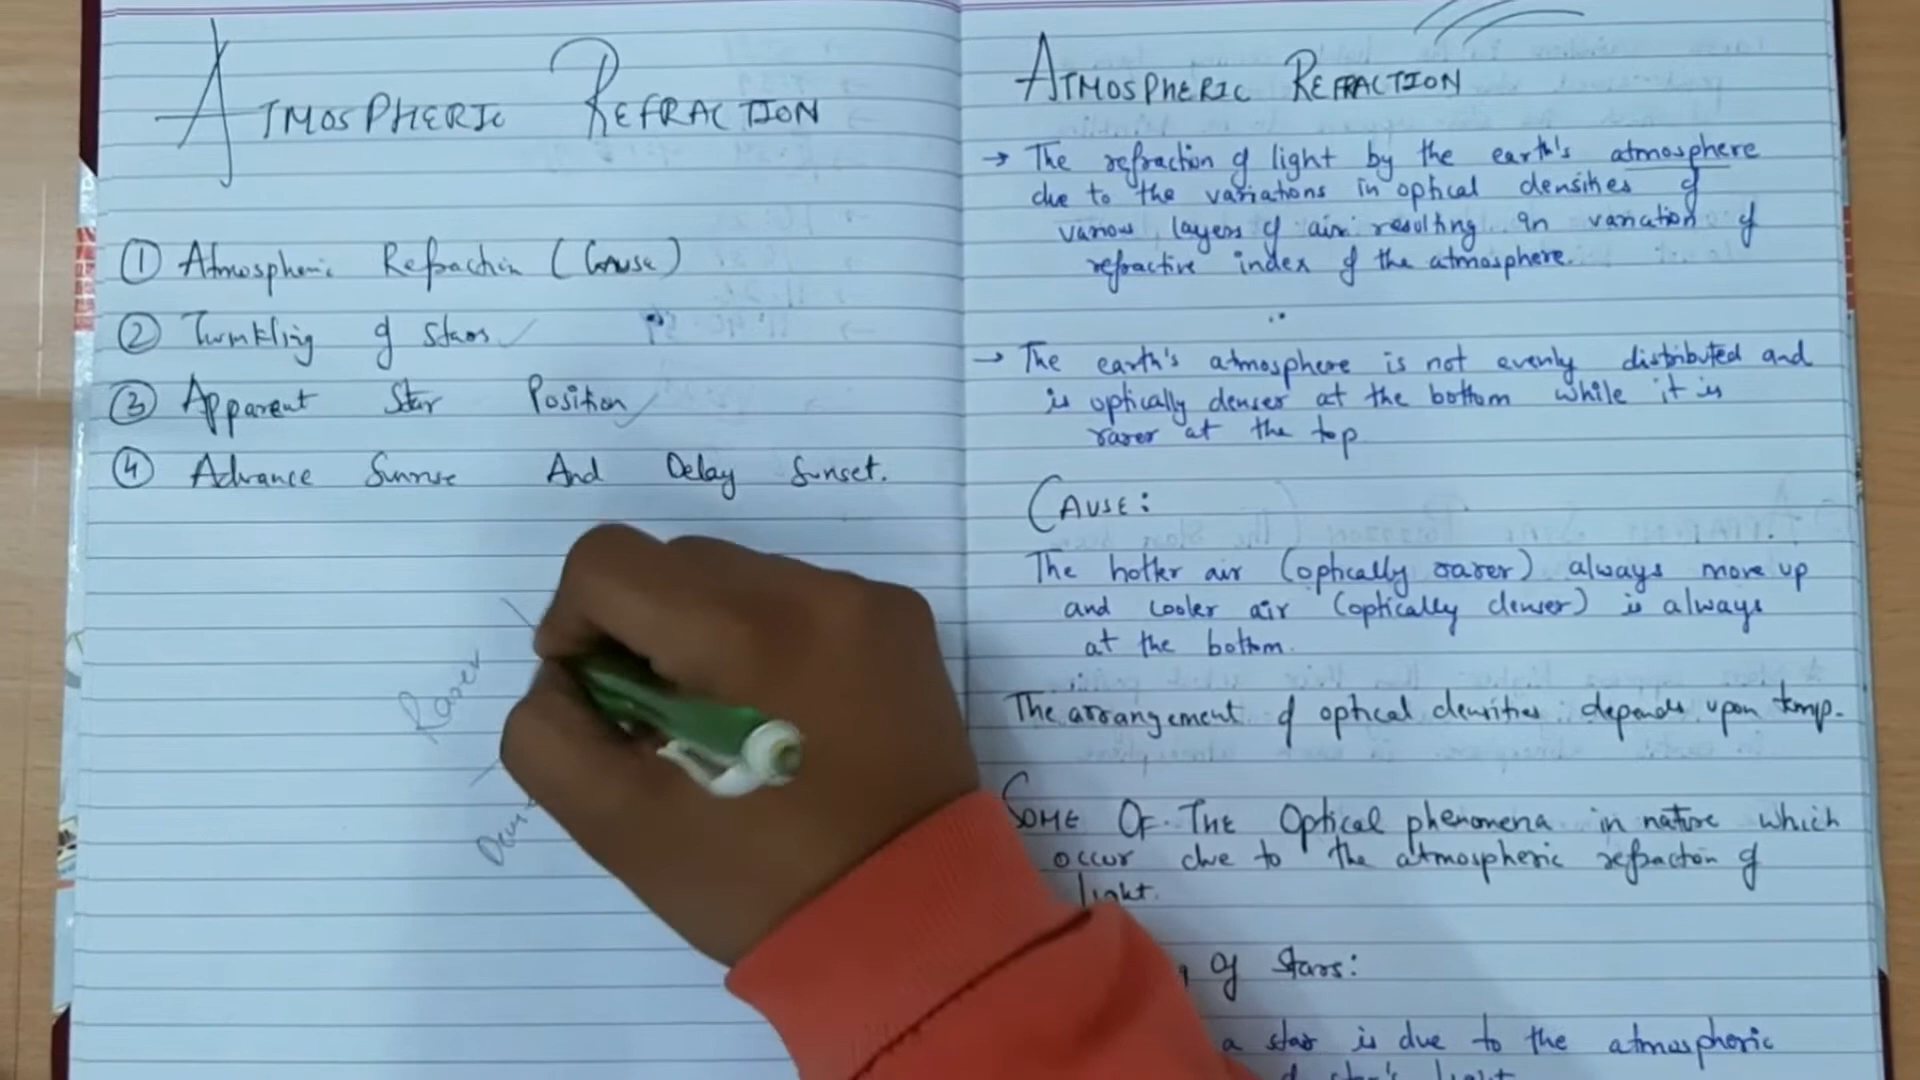 ATMOSPHERIC REFRACTION
① Atmospheric Refraction (Cause)
② Twinkling of stars
③ Apparent Star Position
④ Advance Sunrise And Delay Sunset.
Rarer
ATMOSPHERIC REFRACTION
→ The refraction of light by the earth's atmosphere
due to the variations in optical densities of
various layers of air resulting in variation of
refractive index of the atmosphere.
→ The earth's atmosphere is not evenly distributed and
is optically denser at the bottom while it is
rarer at the top
CAUSE:
The hotter air (optically rarer) always move up
and cooler air (optically denser) is always
at the bottom.
The arrangement of optical densities depends upon temp.
SOME OF THE Optical phenomena in nature which
occur due to the atmospheric refraction of
light.
of Stars:
a star is due to the atmospheric
star's light